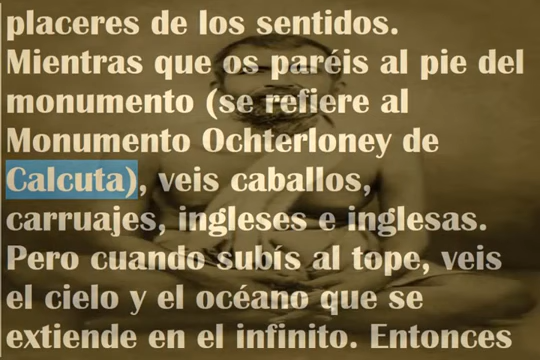 placeres de los sentidos.
Mientras que os paréis al pie del
monumento (se refiere al
Monumento Ochterloney de
Calcuta), veis caballos,
carruajes, ingleses e inglesas.
Pero cuando subís al tope, veis
el cielo y el océano que se
extiende en el infinito. Entonces